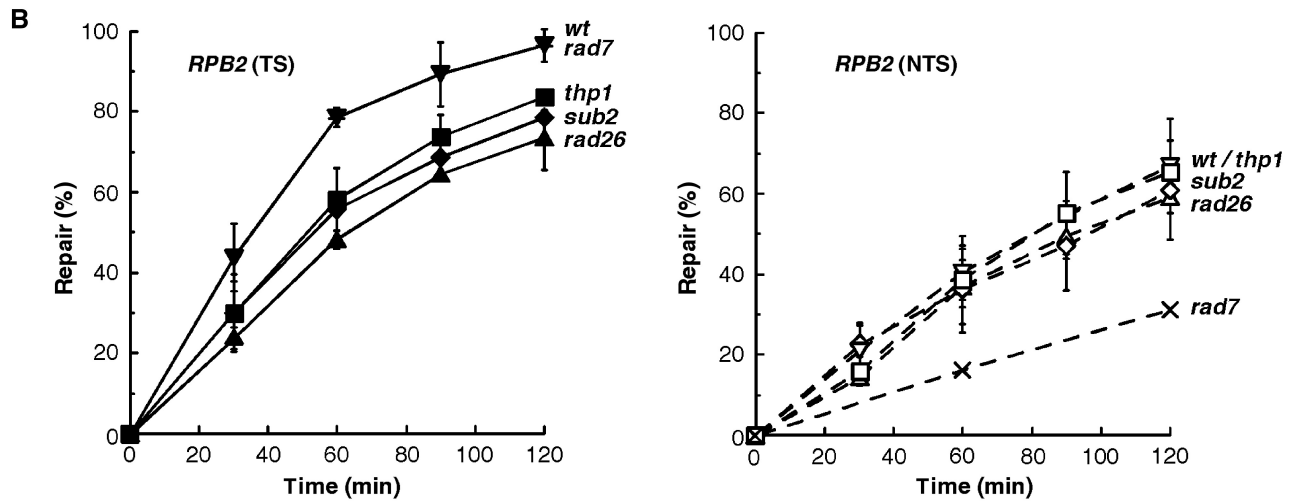 B
RPB2 (TS)
Repair (%)
100
80
60
40
20
0
0 20 40 60 80 100 120
Time (min)
wt
rad7
thp1
sub2
rad26
RPB2 (NTS)
Repair (%)
100
80
60
40
20
0
0 20 40 60 80 100 120
Time (min)
wt / thp1
sub2
rad26
rad7